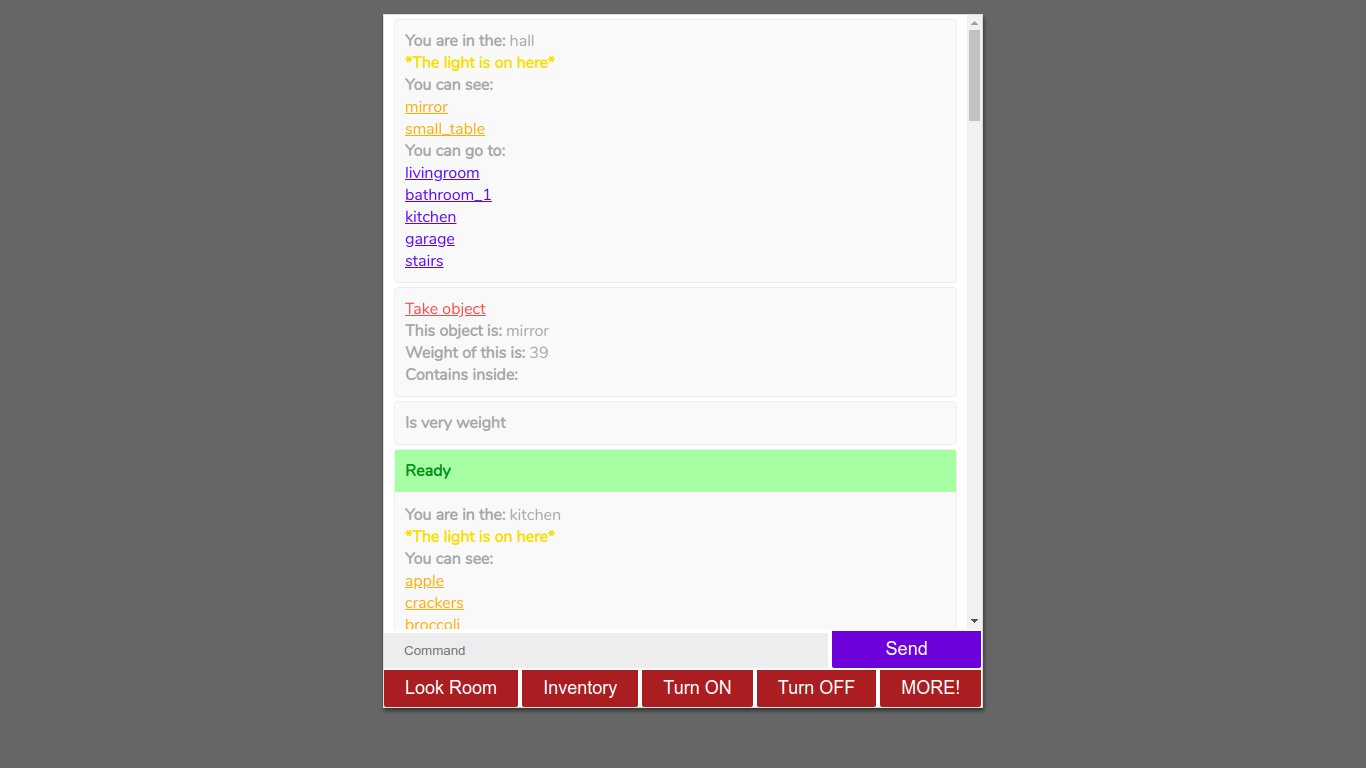 You are in the: hall
*The light is on here*
You can see:
mirror
small_table
You can go to:
livingroom
bathroom_1
kitchen
garage
stairs
Take object
This object is: mirror
Weight of this is: 39
Contains inside:
Is very weight
Ready
You are in the: kitchen
*The light is on here*
You can see:
apple
crackers
broccoli
Command
Send
Look Room
Inventory
Turn ON
Turn OFF
MORE!